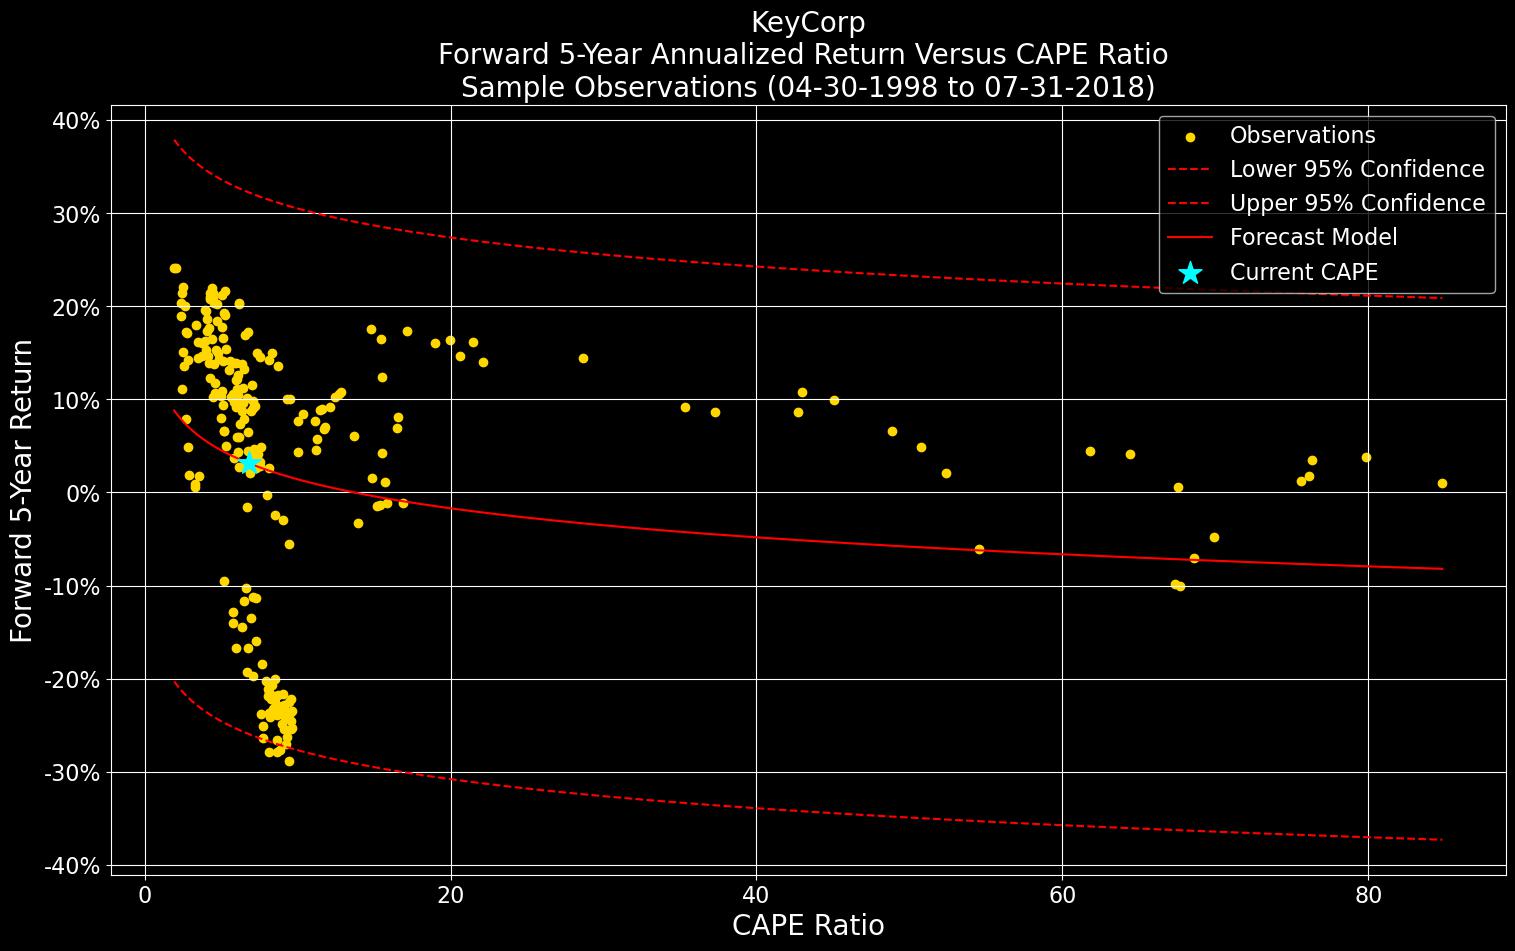 KeyCorp
Forward 5-Year Annualized Return Versus CAPE Ratio
Sample Observations (04-30-1998 to 07-31-2018)
Observations
Lower 95% Confidence
Upper 95% Confidence
Forecast Model
Current CAPE
Forward 5-Year Return
40%
30%
20%
10%
0%
-10%
-20%
-30%
-40%
0 20 40 60 80
CAPE Ratio